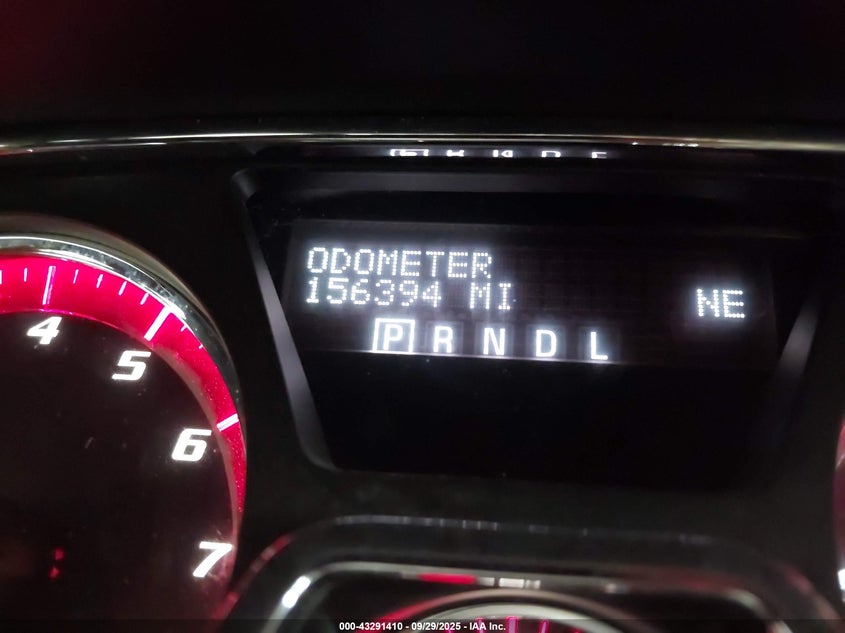 ODOMETER
156394 MI
NE
P R N D L
4
5
6
7
000-43291410 - 09/29/2025 - IAA Inc.